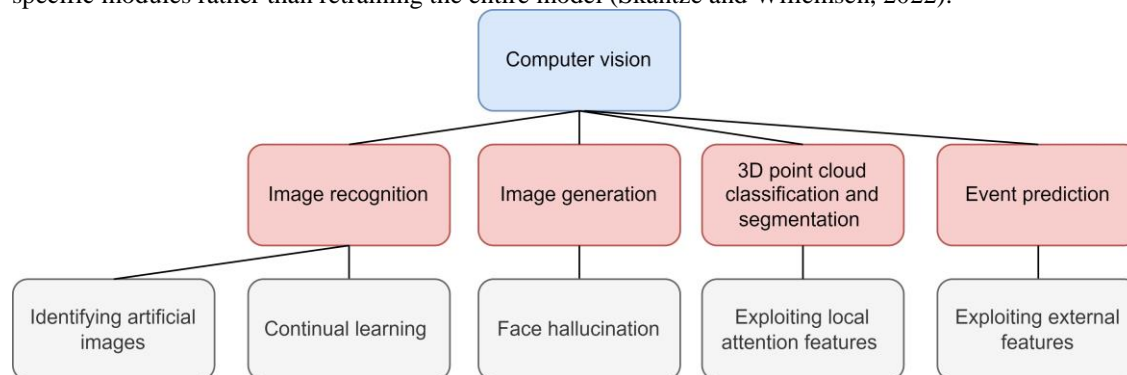 specific modules rather than retraining the entire model (Skantze and Willemsen, 2022).
Computer vision
Image recognition
Image generation
3D point cloud
classification and
segmentation
Event prediction
Identifying artificial
images
Continual learning
Face hallucination
Exploiting local
attention features
Exploiting external
features